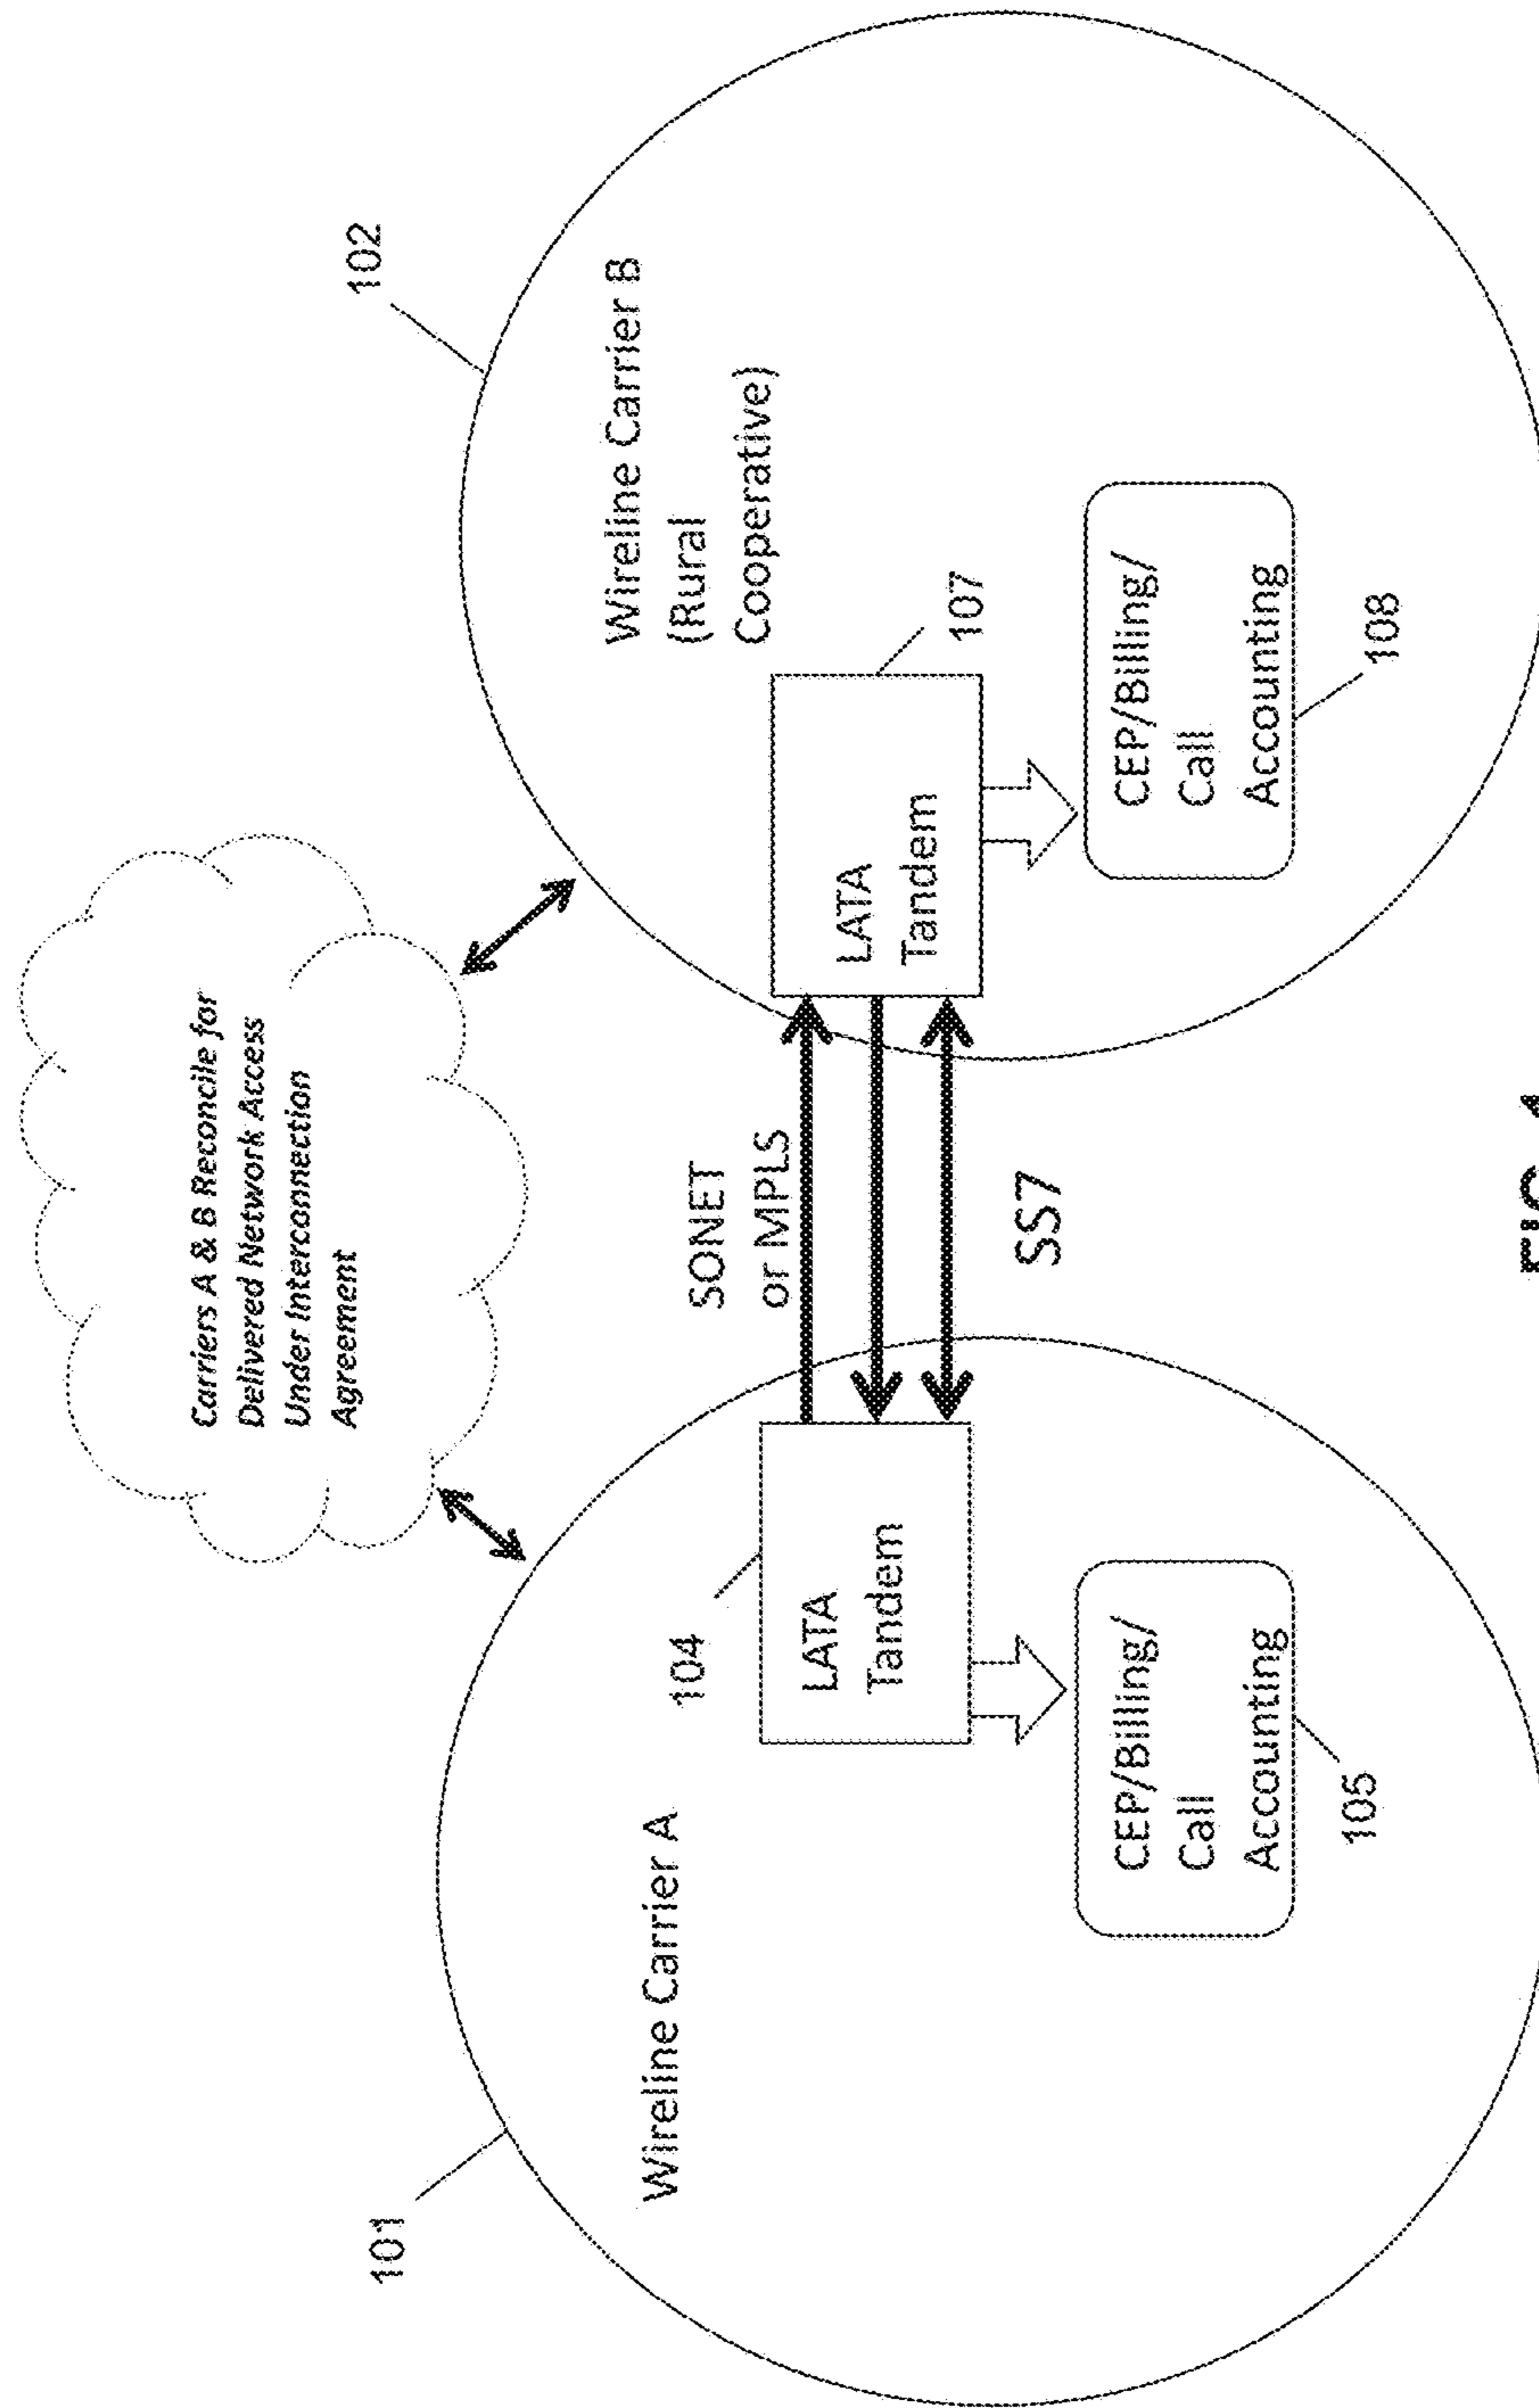 Carriers A & B Reconcile for
Delivered Network Access
Under Interconnection
Agreement
101
102
Wireline Carrier A
Wireline Carrier B
(Rural
Cooperative)
104
LATA
Tandem
SONET
or MPLS
SS7
LATA
Tandem
107
CEP/Billing/
Call
Accounting
105
CEP/Billing/
Call
Accounting
108
FIG.